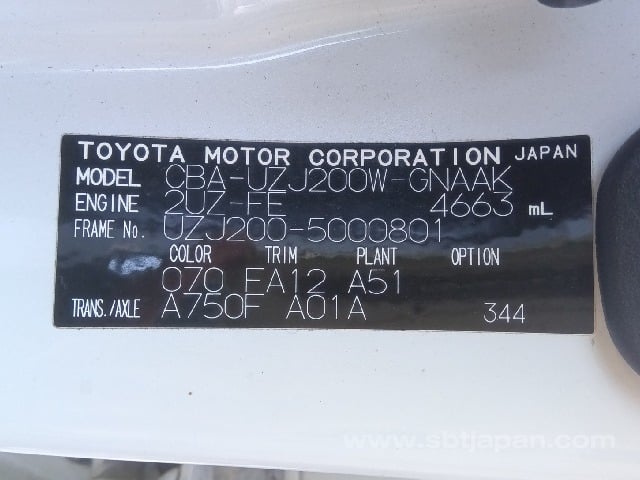 TOYOTA MOTOR CORPORATION JAPAN
MODEL CBA-UZJ200W-GNAAK
ENGINE 2UZ-FE 4663 mL
FRAME No. UZJ200-5000801
COLOR TRIM PLANT OPTION
070 EA12 A51
TRANS./AXLE A750F A01A 344
www.sbtjapan.com